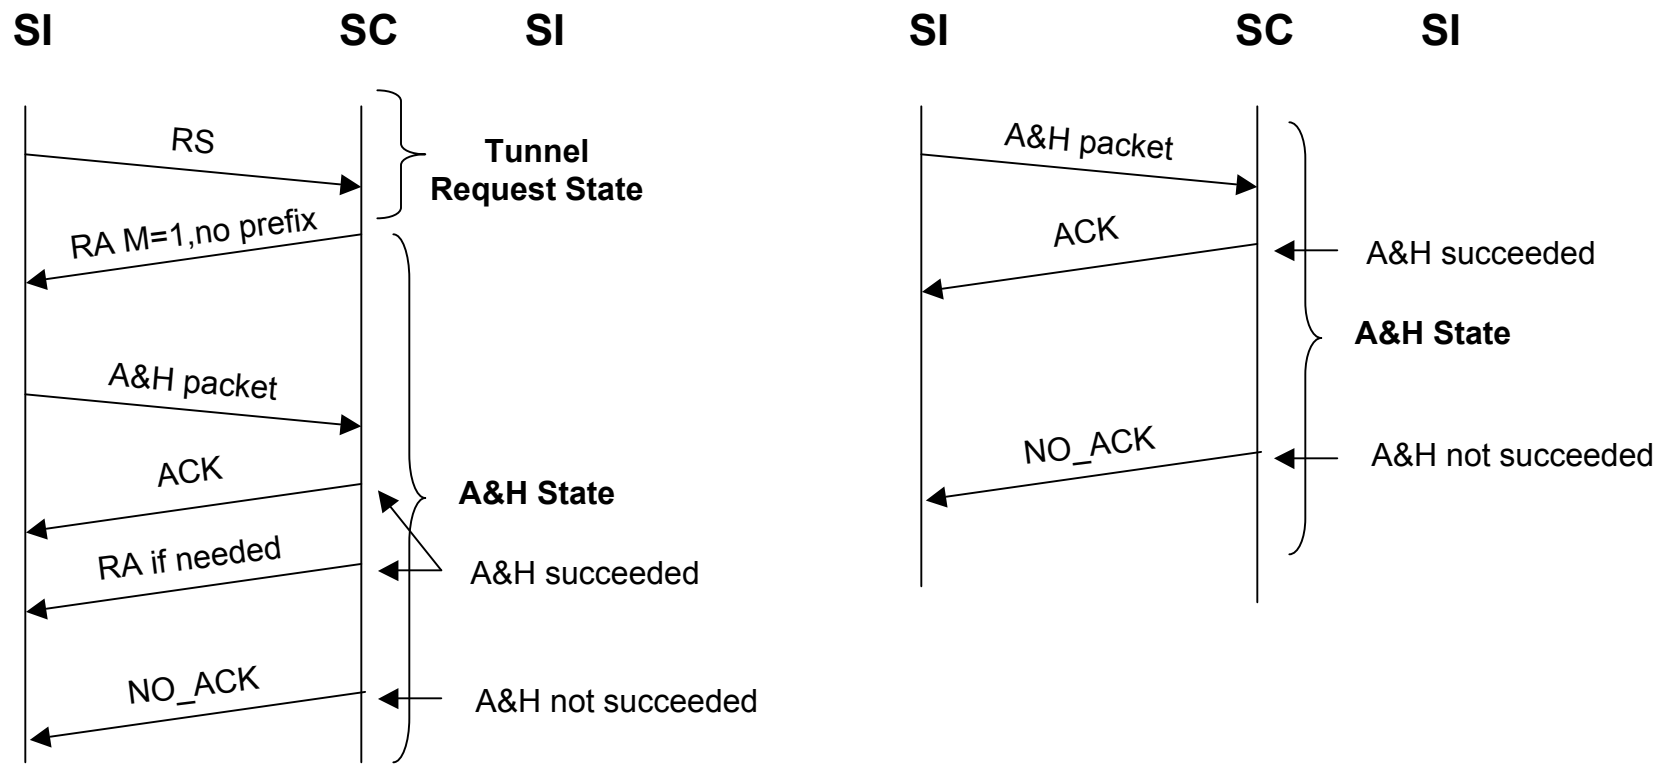 SI SC SI
RS
Tunnel
Request State
RA M=1,no prefix
A&H packet
ACK
A&H State
RA if needed
A&H succeeded
NO_ACK
A&H not succeeded
SI SC SI
A&H packet
ACK
A&H succeeded
A&H State
NO_ACK
A&H not succeeded